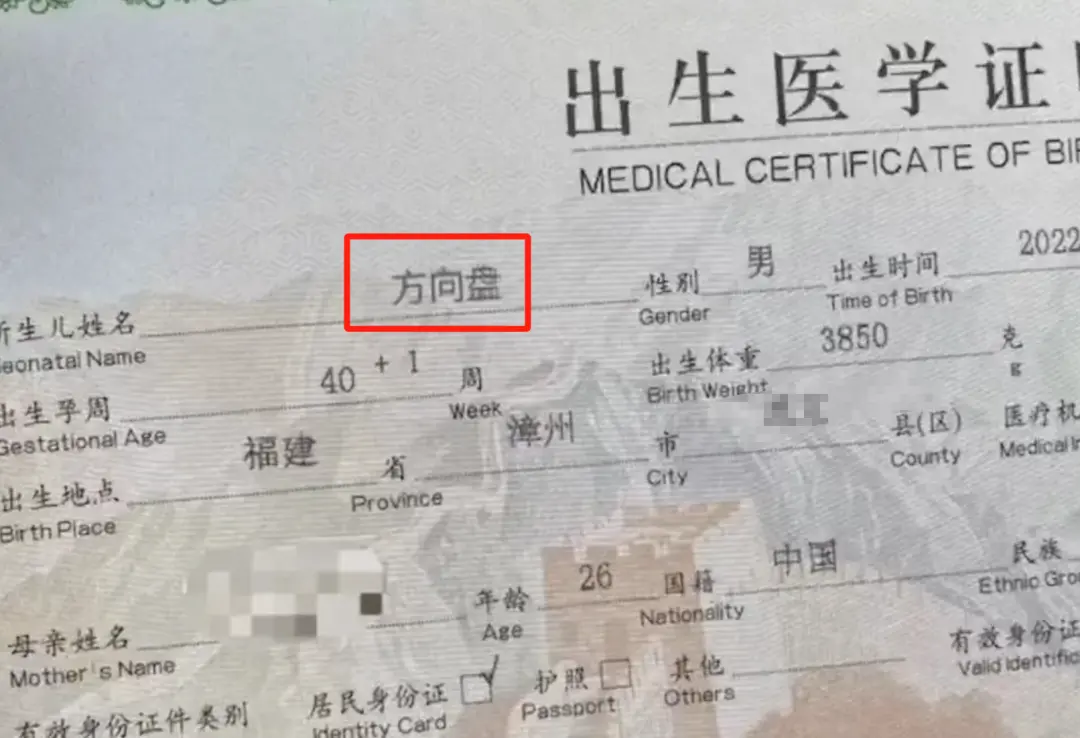 出生医学证
MEDICAL CERTIFICATE OF BI
新生儿姓名 方向盘 性别 男 出生时间 2022
eonatal Name Gender Time of Birth
出生孕周 40 + 1 周 出生体重 3850 克
Gestational Age Week Birth Weight g
出生地点 福建 省 漳州 市 县(区) 医疗机
Birth Place Province City County Medical In
母亲姓名 年龄 26 国籍 中国 民族
Mother's Name Age Nationality Ethnic Gro
有效身份证件类别 居民身份证 护照 其他 有效身份证
Identity Card Passport Others Valid Identific